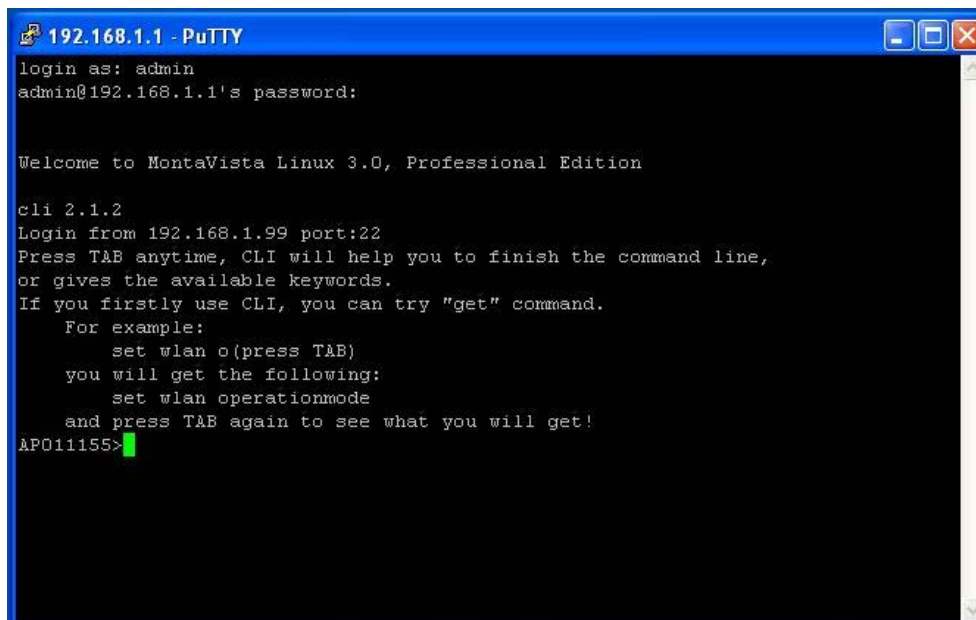 192.168.1.1 - PuTTY
login as: admin
admin@192.168.1.1's password:
Welcome to MontaVista Linux 3.0, Professional Edition
cli 2.1.2
Login from 192.168.1.99 port:22
Press TAB anytime, CLI will help you to finish the command line,
or gives the available keywords.
If you firstly use CLI, you can try "get" command.
For example:
set wlan o(press TAB)
you will get the following:
set wlan operationmode
and press TAB again to see what you will get!
AP011155>